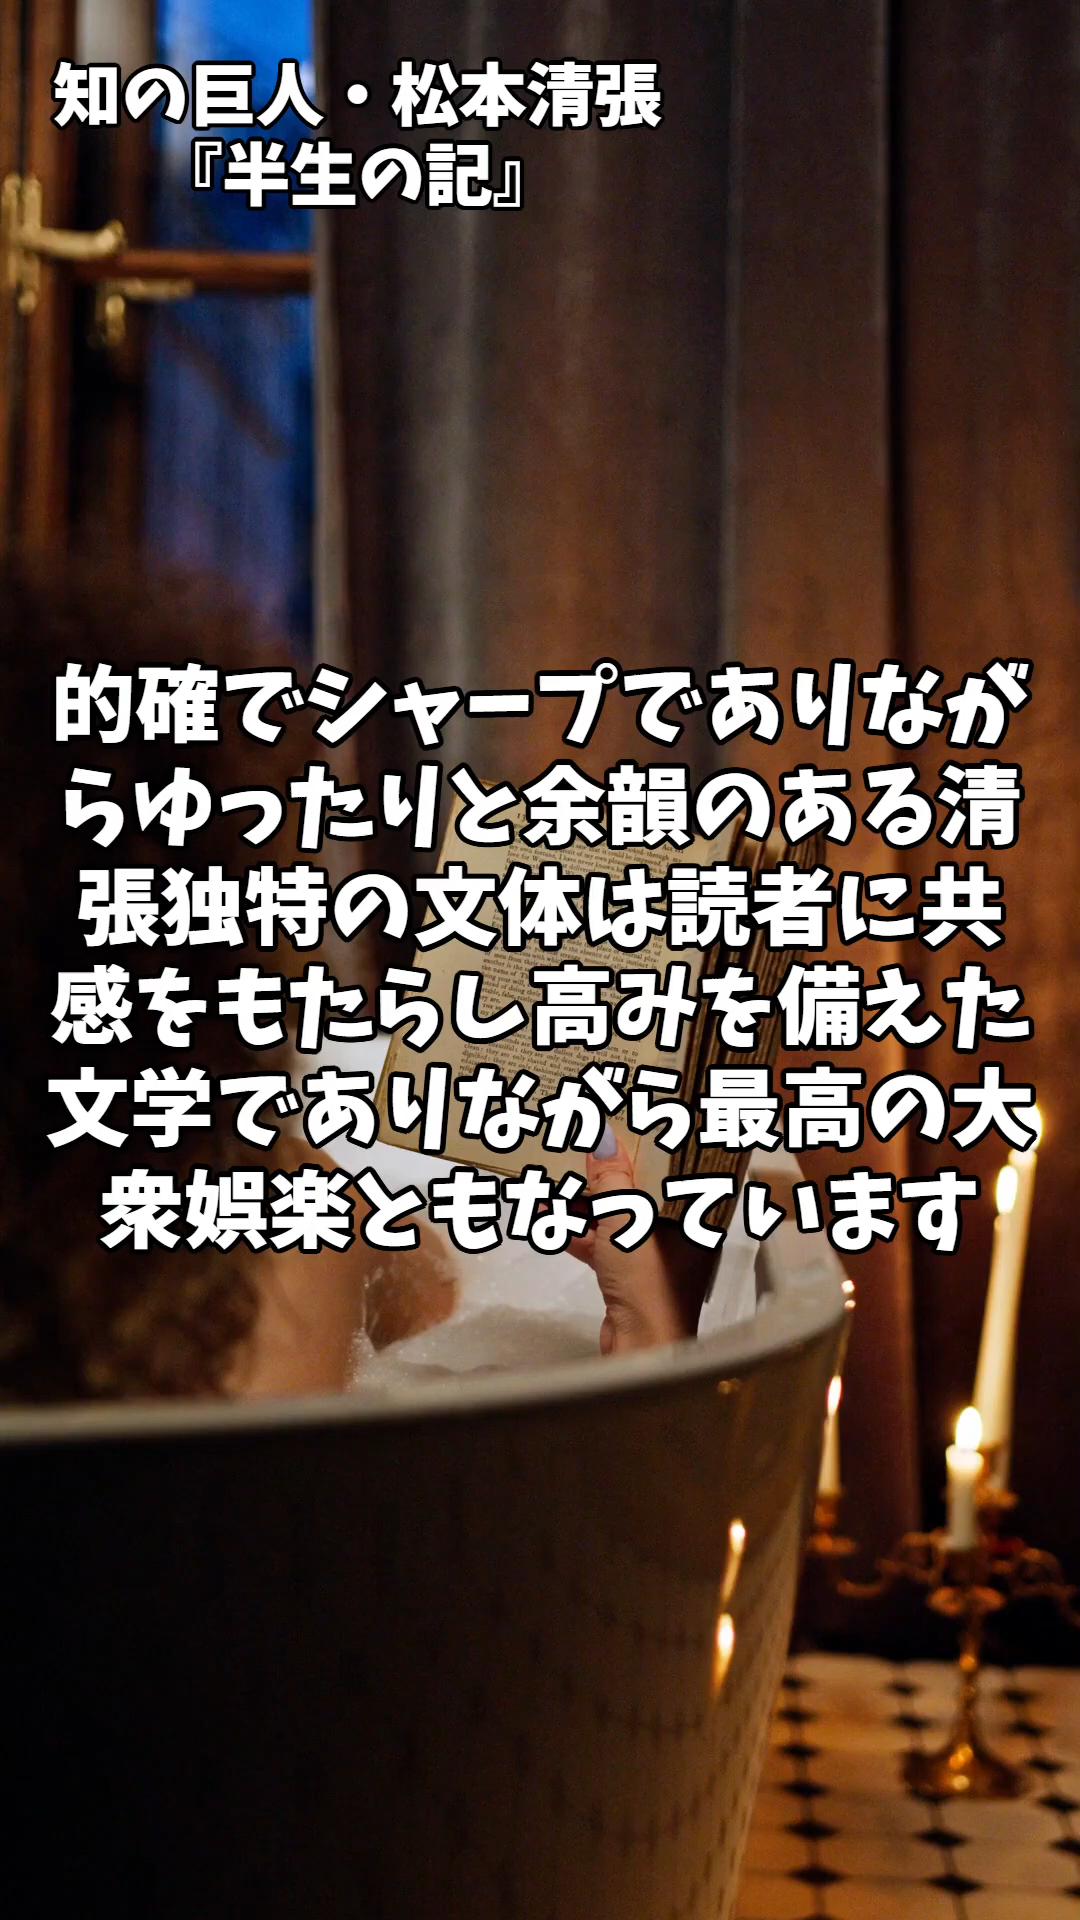 知の巨人・松本清張
『半生の記』
的確でシャープでありなが
らゆったりと余韻のある清
張独特の文体は読者に共
感をもたらし高みを備えた
文学でありながら最高の大
衆娯楽ともなっています